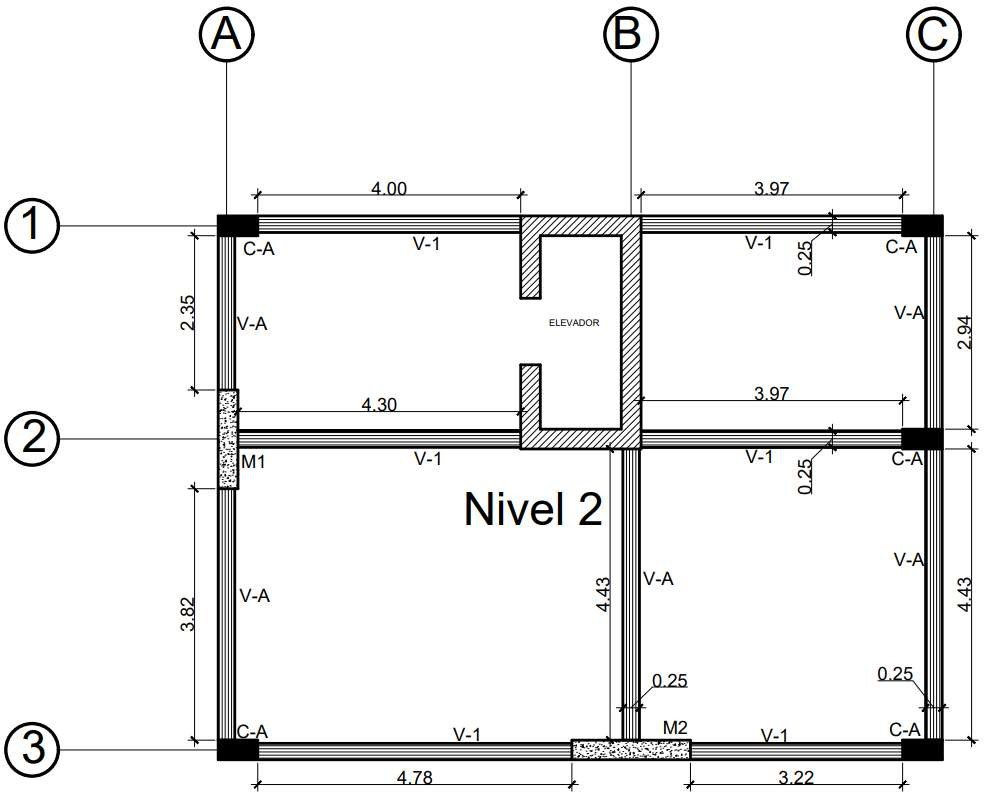 A B C
4.00 3.97
1
C-A V-1 V-1 0.25 C-A
2.35 V-A ELEVADOR V-A 2.94
4.30 3.97
2
M1 V-1 V-1 0.25 C-A
Nivel 2
V-A
3.82 V-A 4.43 V-A 4.43
0.25 0.25
C-A V-1 M2 V-1 C-A
3
4.78 3.22